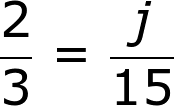 2/3 = j/15